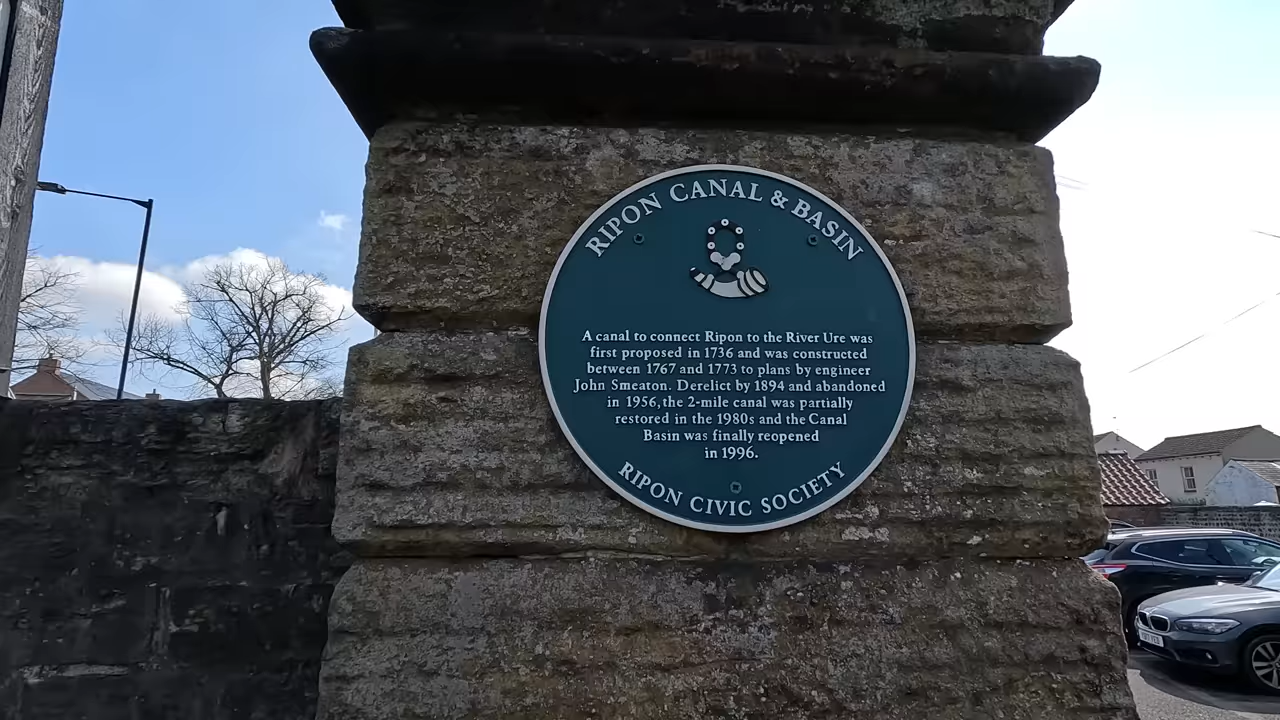 RIPON CANAL & BASIN
A canal to connect Ripon to the River Ure was
first proposed in 1736 and was constructed
between 1767 and 1773 to plans by engineer
John Smeaton. Derelict by 1894 and abandoned
in 1956, the 2-mile canal was partially
restored in the 1980s and the Canal
Basin was finally reopened
in 1996.
RIPON CIVIC SOCIETY